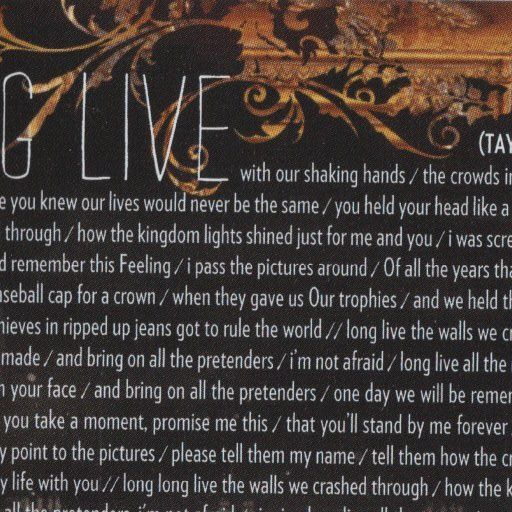 G LIVE
(TAY
with our shaking hands / the crowds in
e you knew our lives would never be the same / you held your head like a
through / how the kingdom lights shined just for me and you / i was scre
d remember this Feeling / i pass the pictures around / Of all the years tha
aseball cap for a crown / when they gave us Our trophies / and we held th
hieves in ripped up jeans got to rule the world // long live the walls we cr
made / and bring on all the pretenders / i'm not afraid / long live all the
n your face / and bring on all the pretenders / one day we will be remem
you take a moment, promise me this / that you'll stand by me forever
y point to the pictures / please tell them my name / tell them how the cr
y life with you // long long live the walls we crashed through / how the k